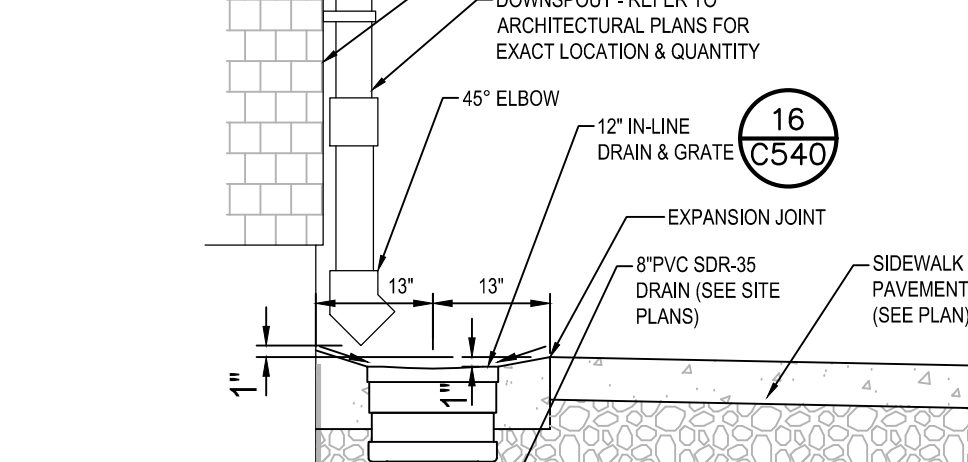 DOWNSPOUT - REFER TO
ARCHITECTURAL PLANS FOR
EXACT LOCATION & QUANTITY
45° ELBOW
12" IN-LINE
DRAIN & GRATE
16
C540
EXPANSION JOINT
8"PVC SDR-35
DRAIN (SEE SITE
PLANS)
SIDEWALK
PAVEMENT
(SEE PLAN)
13"
13"
1"
1"